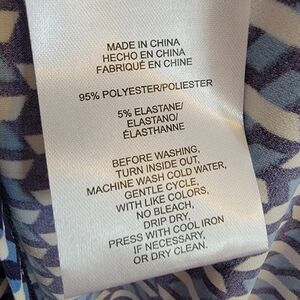 MADE IN CHINA
HECHO EN CHINA
FABRIQUÉ EN CHINE
95% POLYESTER/POLIESTER
5% ELASTANE/
ELASTANO/
ÉLASTHANNE
BEFORE WASHING,
TURN INSIDE OUT,
MACHINE WASH COLD WATER,
GENTLE CYCLE,
WITH LIKE COLORS,
NO BLEACH,
DRIP DRY,
PRESS WITH COOL IRON
IF NECESSARY,
OR DRY CLEAN.